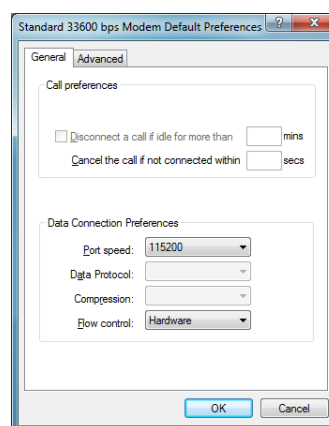 Standard 33600 bps Modem Default Preferences
General Advanced
Call preferences
Disconnect a call if idle for more than mins
Cancel the call if not connected within secs
Data Connection Preferences
Port speed: 115200
Data Protocol:
Compression:
Flow control: Hardware
OK Cancel